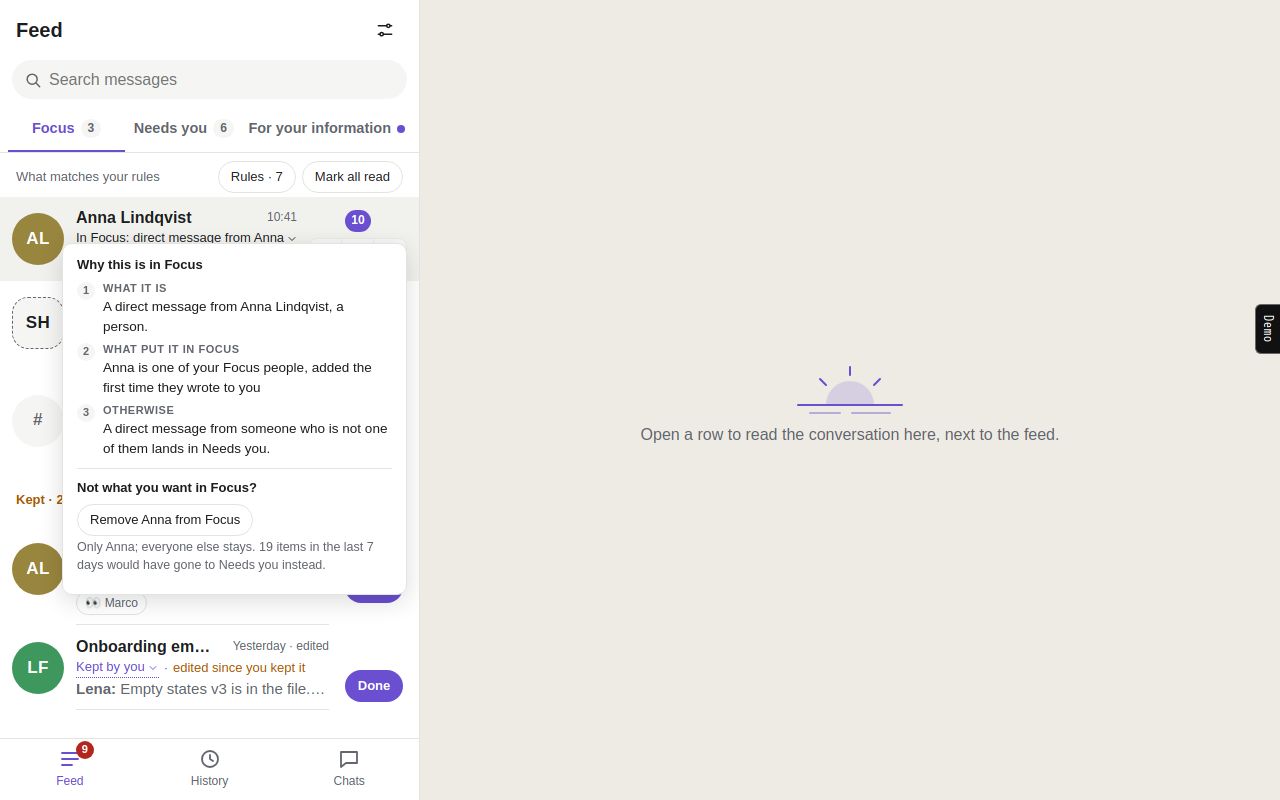 Feed
Search messages
Focus 3 Needs you 6 For your information
What matches your rules Rules · 7 Mark all read
AL Anna Lindqvist 10:41 10
In Focus: direct message from Anna
Why this is in Focus
1 WHAT IT IS
A direct message from Anna Lindqvist, a
person.
SH
2 WHAT PUT IT IN FOCUS
Anna is one of your Focus people, added the
first time they wrote to you
3 OTHERWISE
A direct message from someone who is not one
of them lands in Needs you.
#
Not what you want in Focus?
Kept · 2
Remove Anna from Focus
Only Anna; everyone else stays. 19 items in the last 7
days would have gone to Needs you instead.
AL
👀 Marco
LF Onboarding em… Yesterday · edited
Kept by you · edited since you kept it
Lena: Empty states v3 is in the file.… Done
9
Feed History Chats
Open a row to read the conversation here, next to the feed.
Demo